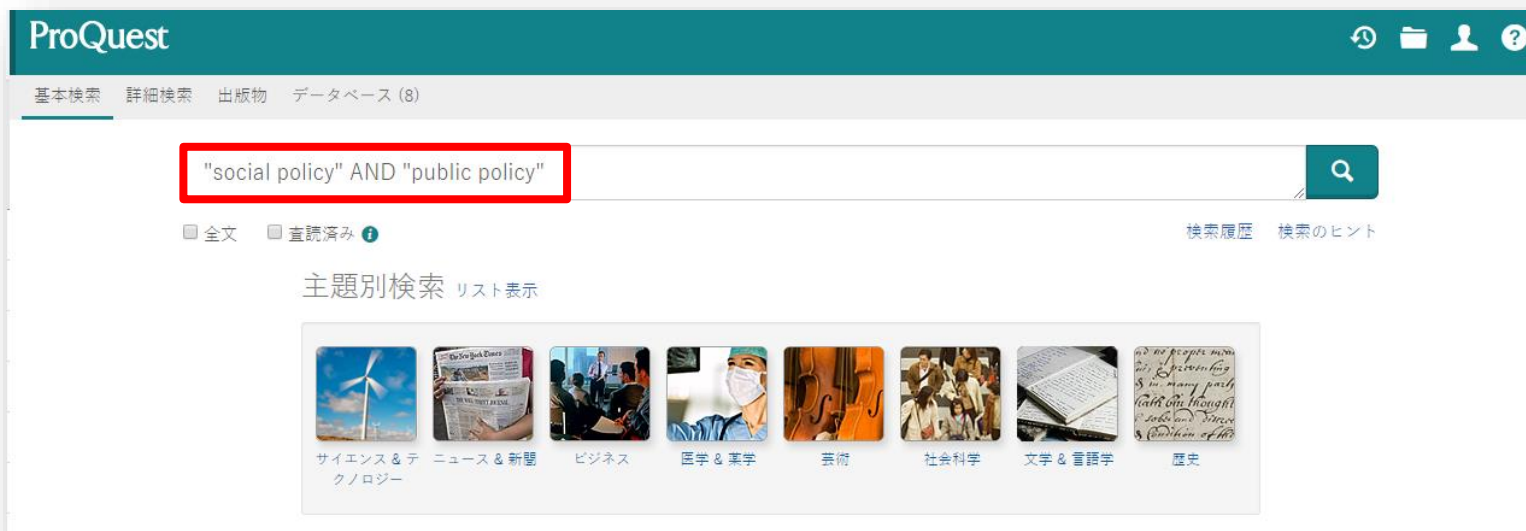 ProQuest
?
基本検索 詳細検索 出版物 データベース (8)
"social policy" AND "public policy"
全文 査読済み i
検索履歴 検索のヒント
主題別検索 リスト表示
The New York Times
サイエンス & テクノロジー
ニュース & 新聞
ビジネス
医学 & 薬学
芸術
社会科学
文学 & 言語学
歴史